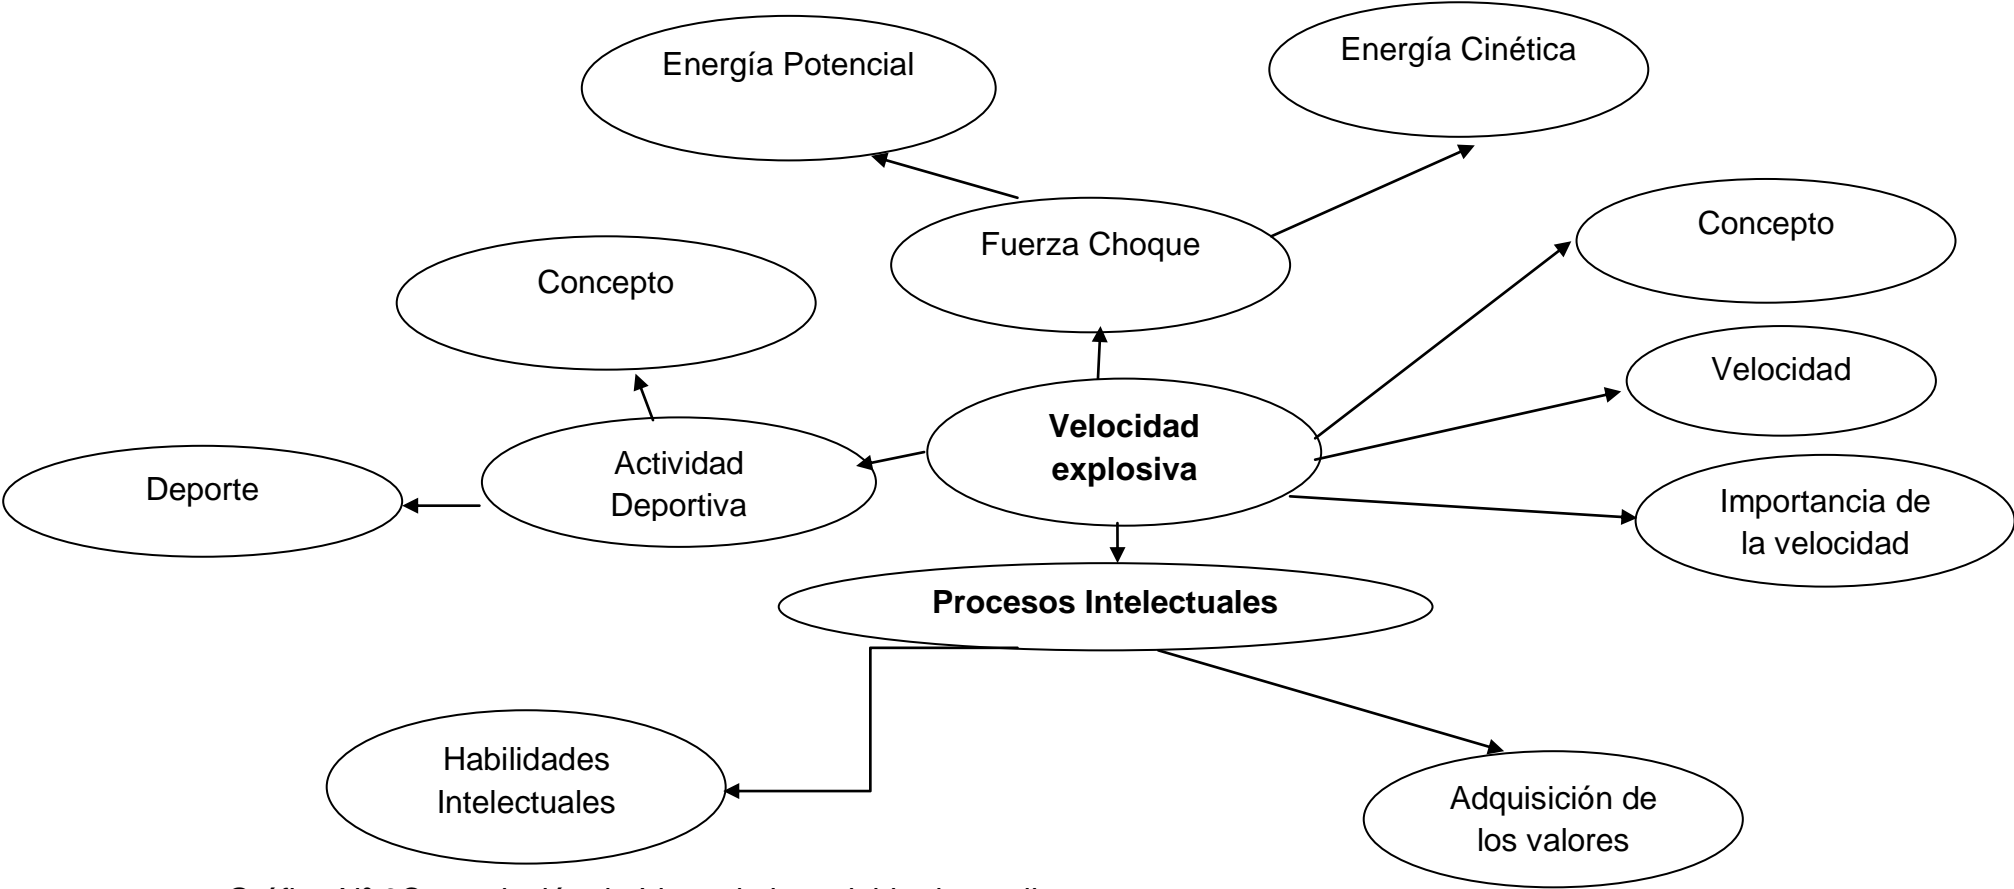 Energía Potencial
Energía Cinética
Fuerza Choque
Concepto
Concepto
Velocidad
Velocidad
explosiva
Actividad
Deportiva
Deporte
Importancia de
la velocidad
Procesos Intelectuales
Habilidades
Intelectuales
Adquisición de
los valores